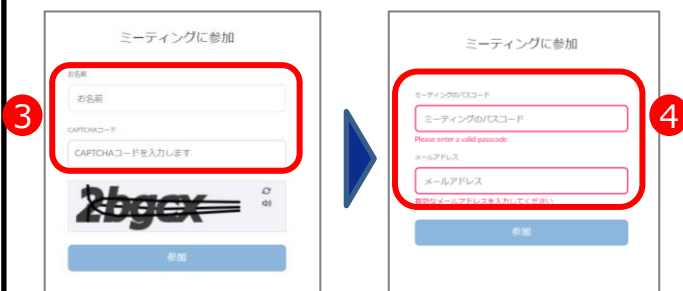 ミーティングに参加
お名前
お名前
3
CAPTCHAコード
CAPTCHAコードを入力します
2bgcx
参加
ミーティングに参加
ミーティングのパスコード
ミーティングのパスコード
4
Please enter a valid passcode
メールアドレス
メールアドレス
有効なメールアドレスを入力してください
参加